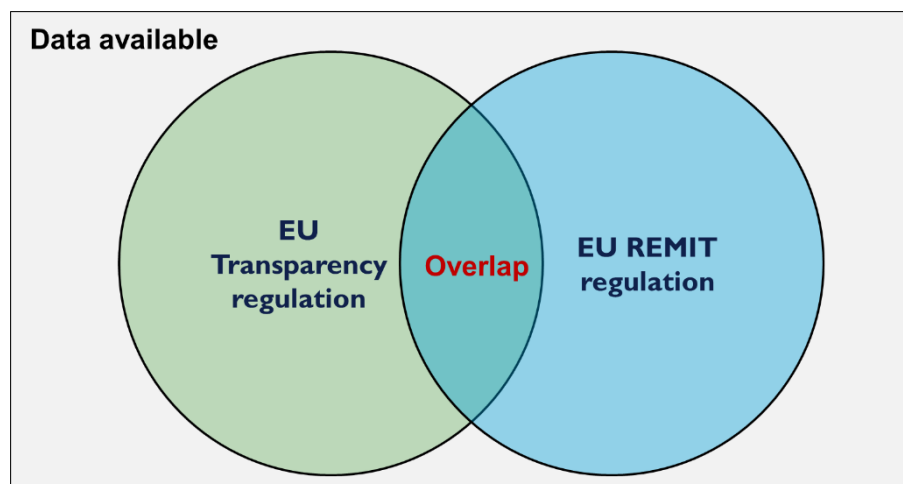 Data available
EU
Transparency
regulation
Overlap
EU REMIT
regulation